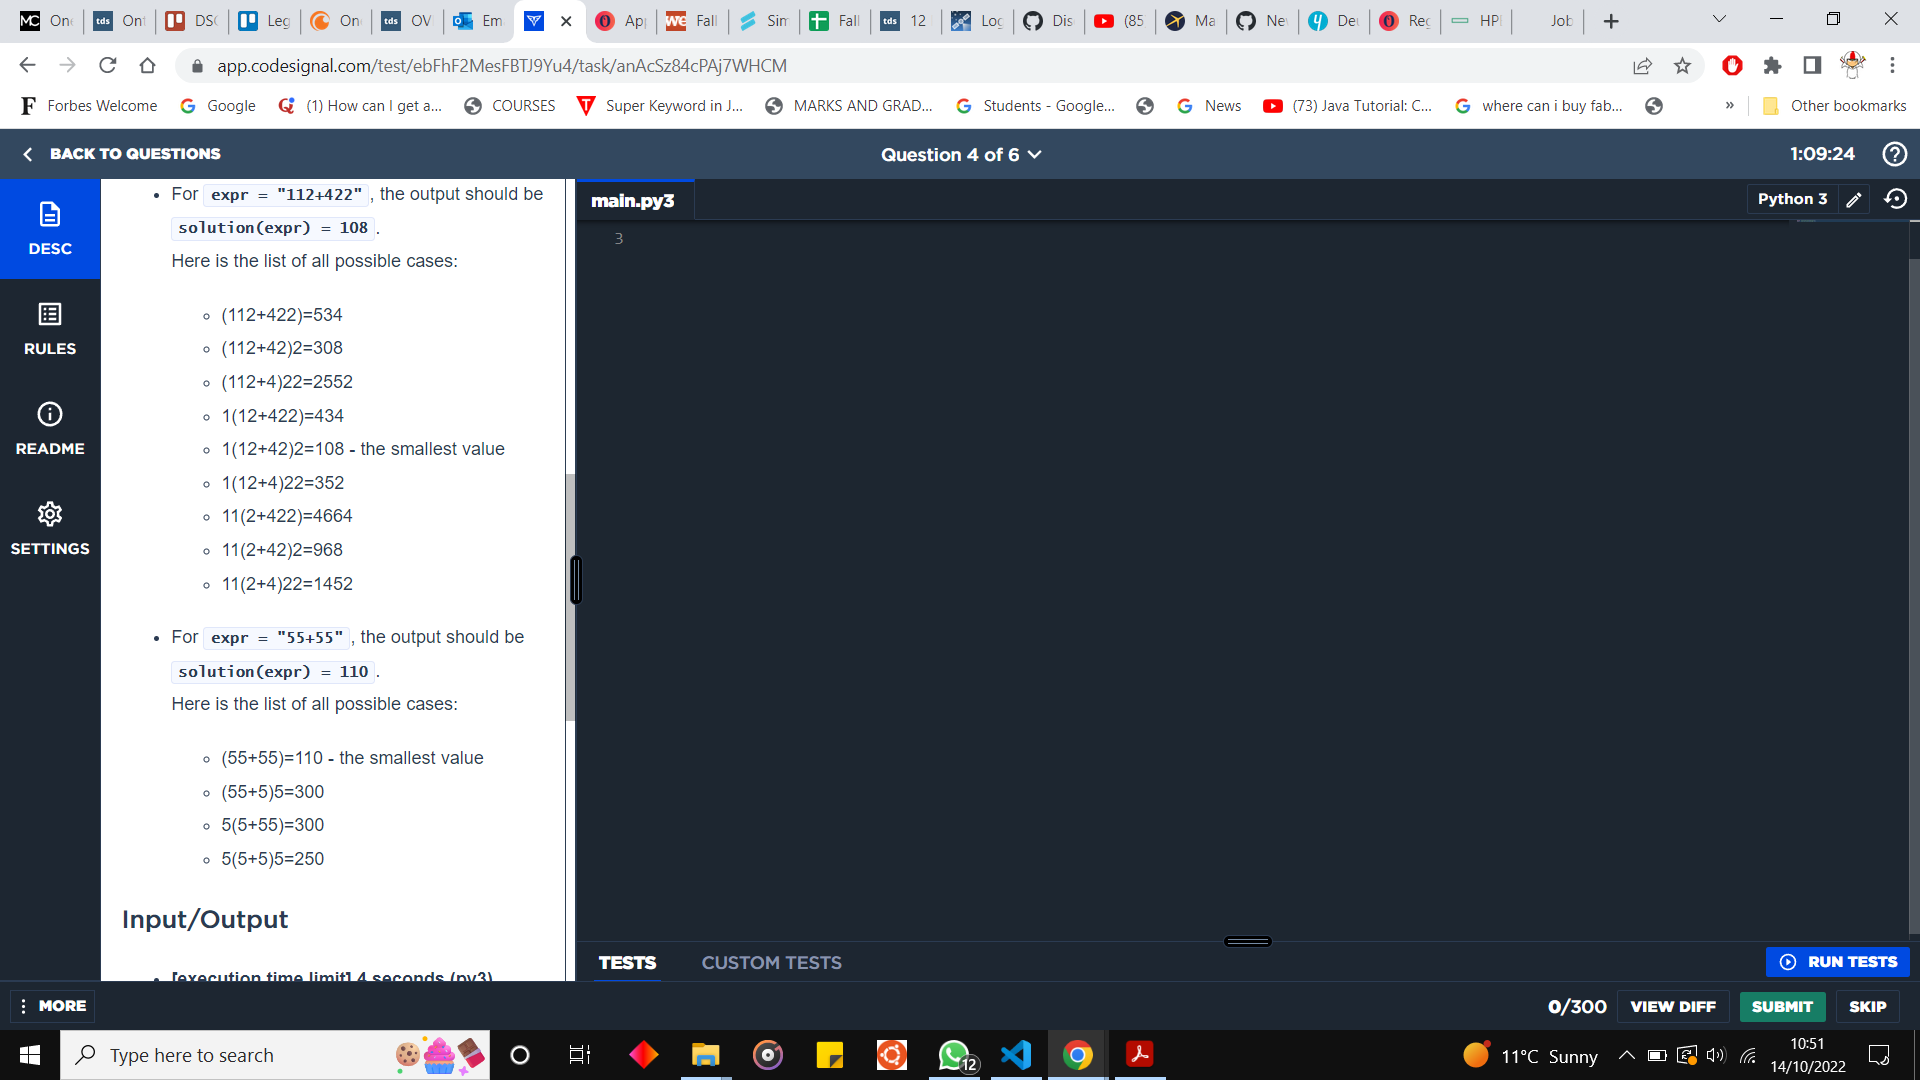 On
tds Ont
DS
Leg
On
tds OV
Em
Ap
we Fall
Sim
Fall
tds 12
Log
Dis
(85
Ma
Ne
De
Reg
HP
Job
app.codesignal.com/test/ebFhF2MesFBTJ9Yu4/task/anAcSz84cPAj7WHCM
Forbes Welcome
Google
(1) How can I get a...
COURSES
Super Keyword in J...
MARKS AND GRAD...
Students - Google...
News
(73) Java Tutorial: C...
where can i buy fab...
»
Other bookmarks
BACK TO QUESTIONS
Question 4 of 6
1:09:24
DESC
RULES
README
SETTINGS
For expr = "112+422", the output should be
solution(expr) = 108.
Here is the list of all possible cases:
(112+422)=534
(112+42)2=308
(112+4)22=2552
1(12+422)=434
1(12+42)2=108 - the smallest value
1(12+4)22=352
11(2+422)=4664
11(2+42)2=968
11(2+4)22=1452
For expr = "55+55", the output should be
solution(expr) = 110.
Here is the list of all possible cases:
(55+55)=110 - the smallest value
(55+5)5=300
5(5+55)=300
5(5+5)5=250
Input/Output
[execution time limit] 4 seconds (py3)
main.py3
Python 3
3
TESTS
CUSTOM TESTS
RUN TESTS
MORE
0/300
VIEW DIFF
SUBMIT
SKIP
Type here to search
12
11°C Sunny
10:51
14/10/2022